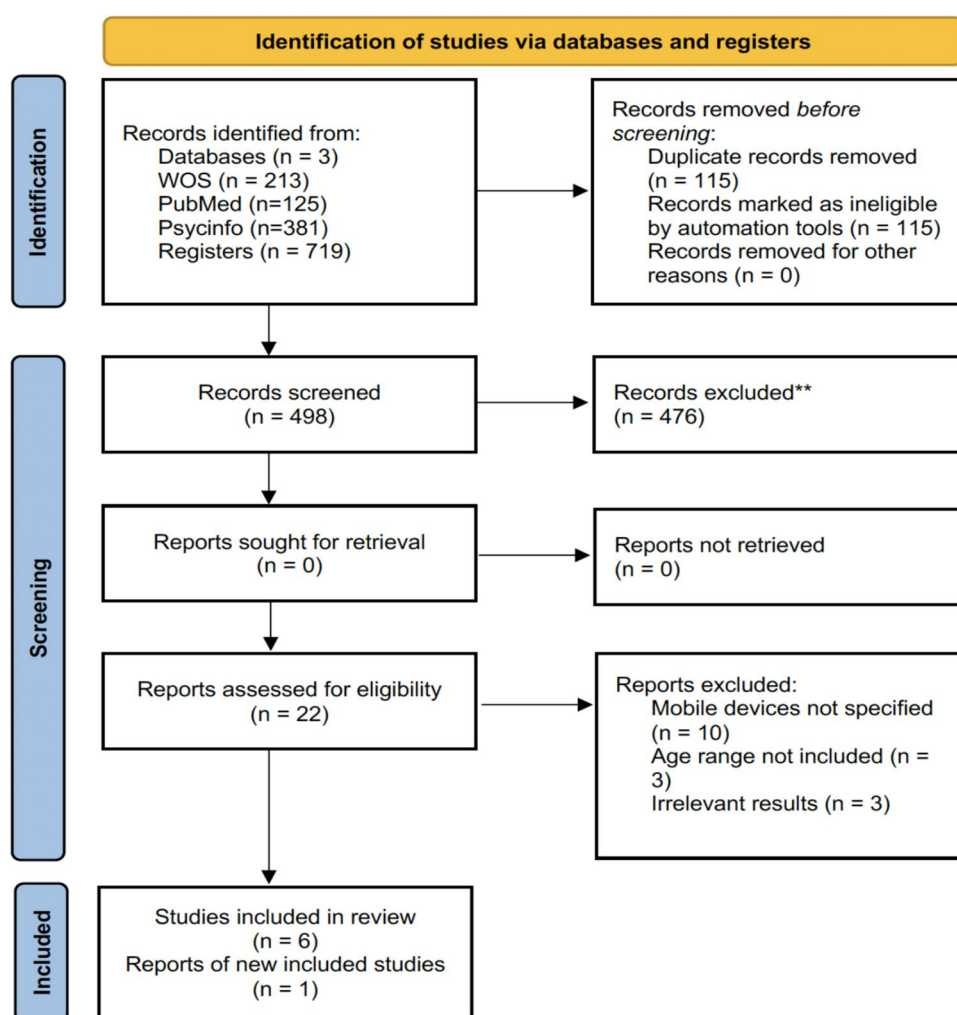 Identification of studies via databases and registers
Identification
Records identified from:
Databases (n = 3)
WOS (n = 213)
PubMed (n=125)
Psycinfo (n=381)
Registers (n = 719)
Records removed before
screening:
Duplicate records removed
(n = 115)
Records marked as ineligible
by automation tools (n = 115)
Records removed for other
reasons (n = 0)
Screening
Records screened
(n = 498)
Records excluded**
(n = 476)
Reports sought for retrieval
(n = 0)
Reports not retrieved
(n = 0)
Reports assessed for eligibility
(n = 22)
Reports excluded:
Mobile devices not specified
(n = 10)
Age range not included (n =
3)
Irrelevant results (n = 3)
Included
Studies included in review
(n = 6)
Reports of new included studies
(n = 1)